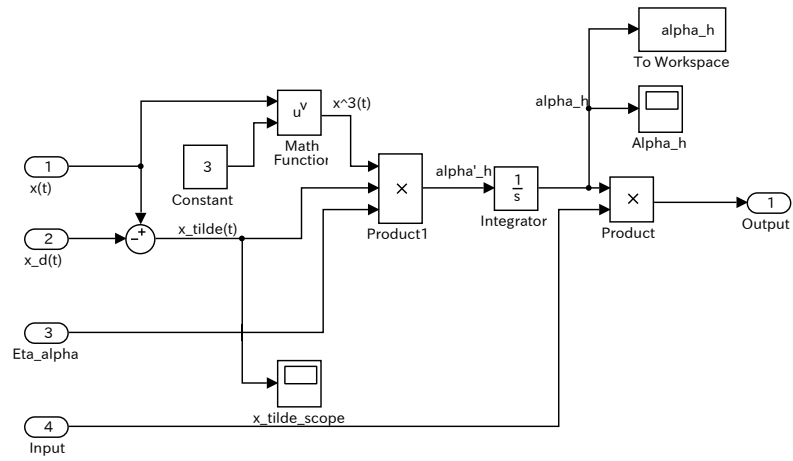 alpha_h
To Workspace
alpha_h
Alpha_h
u^v
x^3(t)
Math
Function
3
Constant
1
x(t)
×
Product1
alpha'_h
1
s
Integrator
×
Product
1
Output
2
x_d(t)
− +
x_tilde(t)
3
Eta_alpha
x_tilde_scope
4
Input